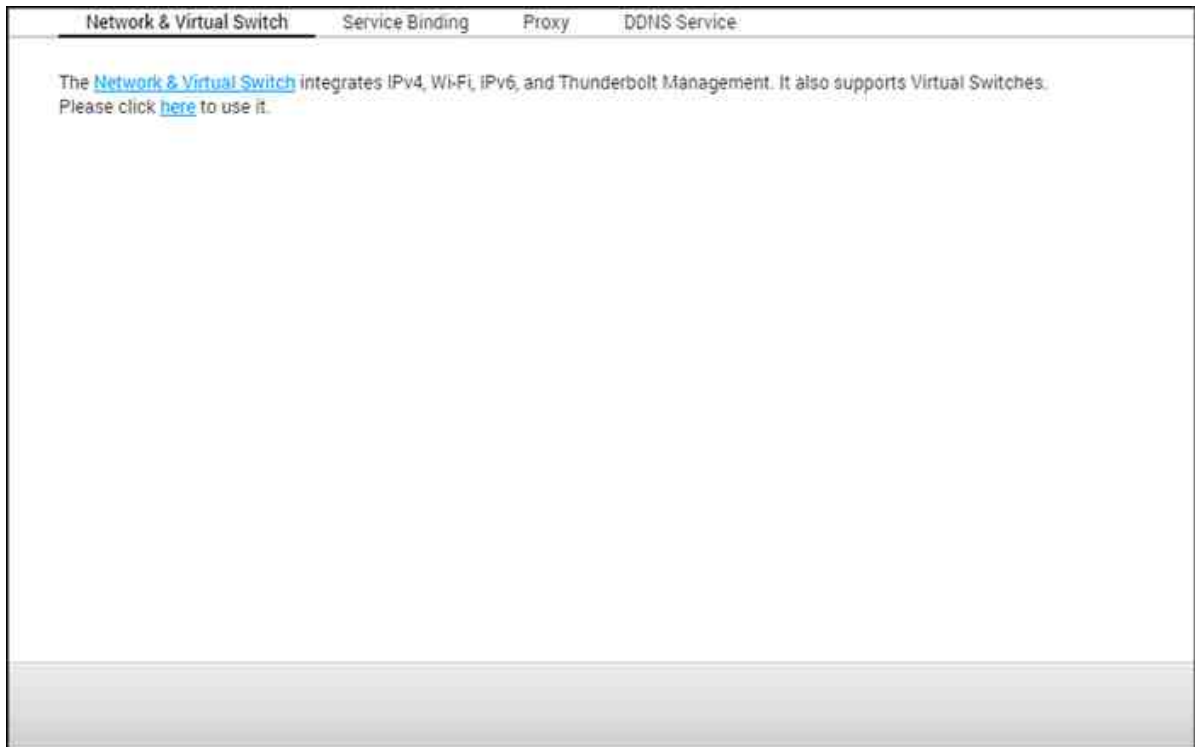 Network & Virtual Switch Service Binding Proxy DDNS Service
The Network & Virtual Switch integrates IPv4, Wi-Fi, IPv6, and Thunderbolt Management. It also supports Virtual Switches.
Please click here to use it.